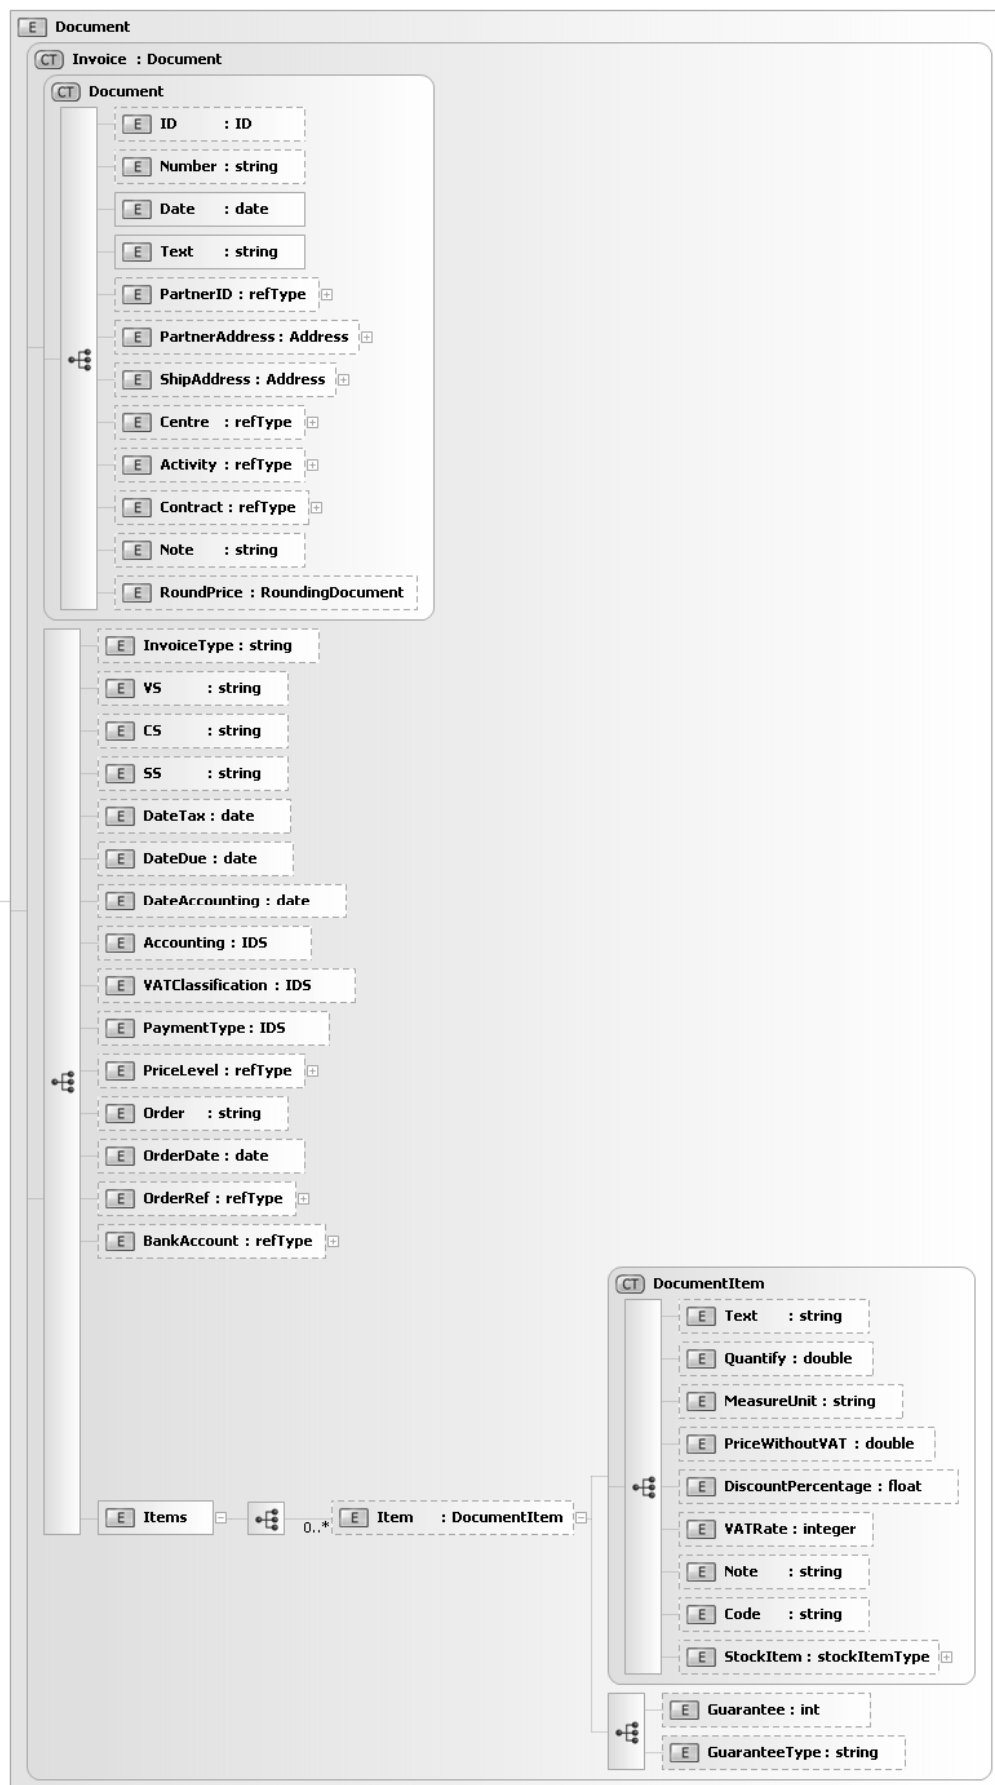 E Document
CT Invoice : Document
CT Document
E ID : ID
E Number : string
E Date : date
E Text : string
E PartnerID : refType
E PartnerAddress : Address
E ShipAddress : Address
E Centre : refType
E Activity : refType
E Contract : refType
E Note : string
E RoundPrice : RoundingDocument
E InvoiceType : string
E VS : string
E CS : string
E SS : string
E DateTax : date
E DateDue : date
E DateAccounting : date
E Accounting : IDS
E VATClassification : IDS
E PaymentType : IDS
E PriceLevel : refType
E Order : string
E OrderDate : date
E OrderRef : refType
E BankAccount : refType
E Items
0..* E Item : DocumentItem
CT DocumentItem
E Text : string
E Quantify : double
E MeasureUnit : string
E PriceWithoutVAT : double
E DiscountPercentage : float
E VATRate : integer
E Note : string
E Code : string
E StockItem : stockItemType
E Guarantee : int
E GuaranteeType : string